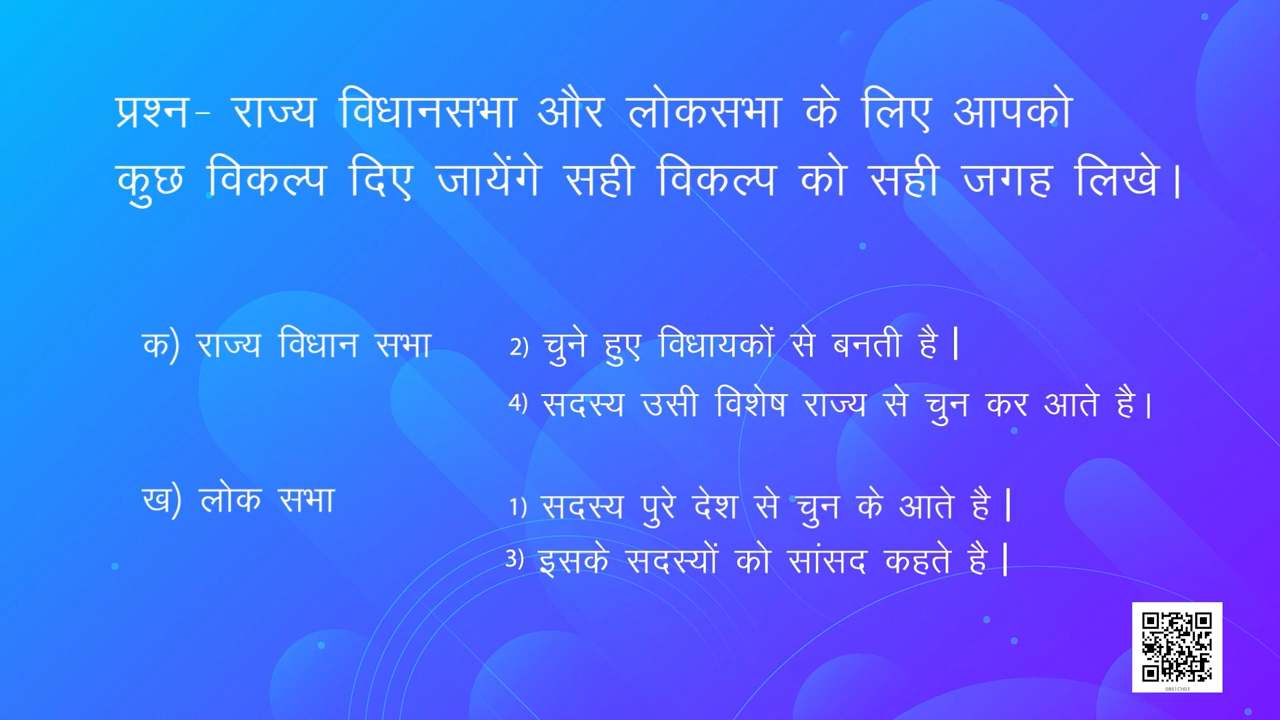 प्रश्न- राज्य विधानसभा और लोकसभा के लिए आपको
कुछ विकल्प दिए जायेंगे सही विकल्प को सही जगह लिखे।
क) राज्य विधान सभा
2) चुने हुए विधायकों से बनती है |
4) सदस्य उसी विशेष राज्य से चुन कर आते है।
ख) लोक सभा
1) सदस्य पुरे देश से चुन के आते है |
3) इसके सदस्यों को सांसद कहते है |
0861CH03